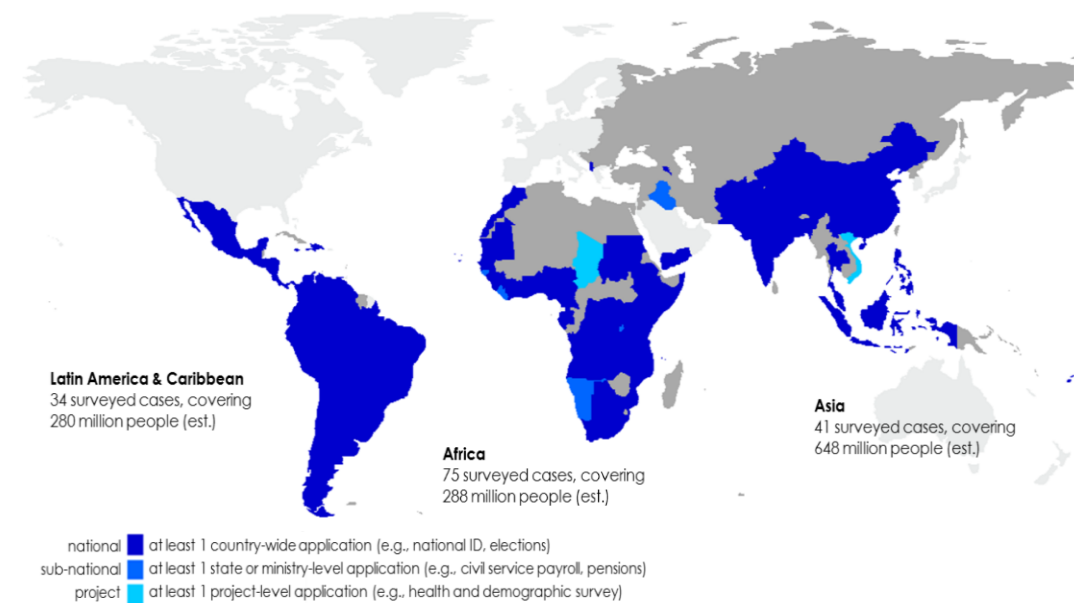 Latin America & Caribbean
34 surveyed cases, covering
280 million people (est.)
Africa
75 surveyed cases, covering
288 million people (est.)
Asia
41 surveyed cases, covering
648 million people (est.)
national at least 1 country-wide application (e.g., national ID, elections)
sub-national at least 1 state or ministry-level application (e.g., civil service payroll, pensions)
project at least 1 project-level application (e.g., health and demographic survey)